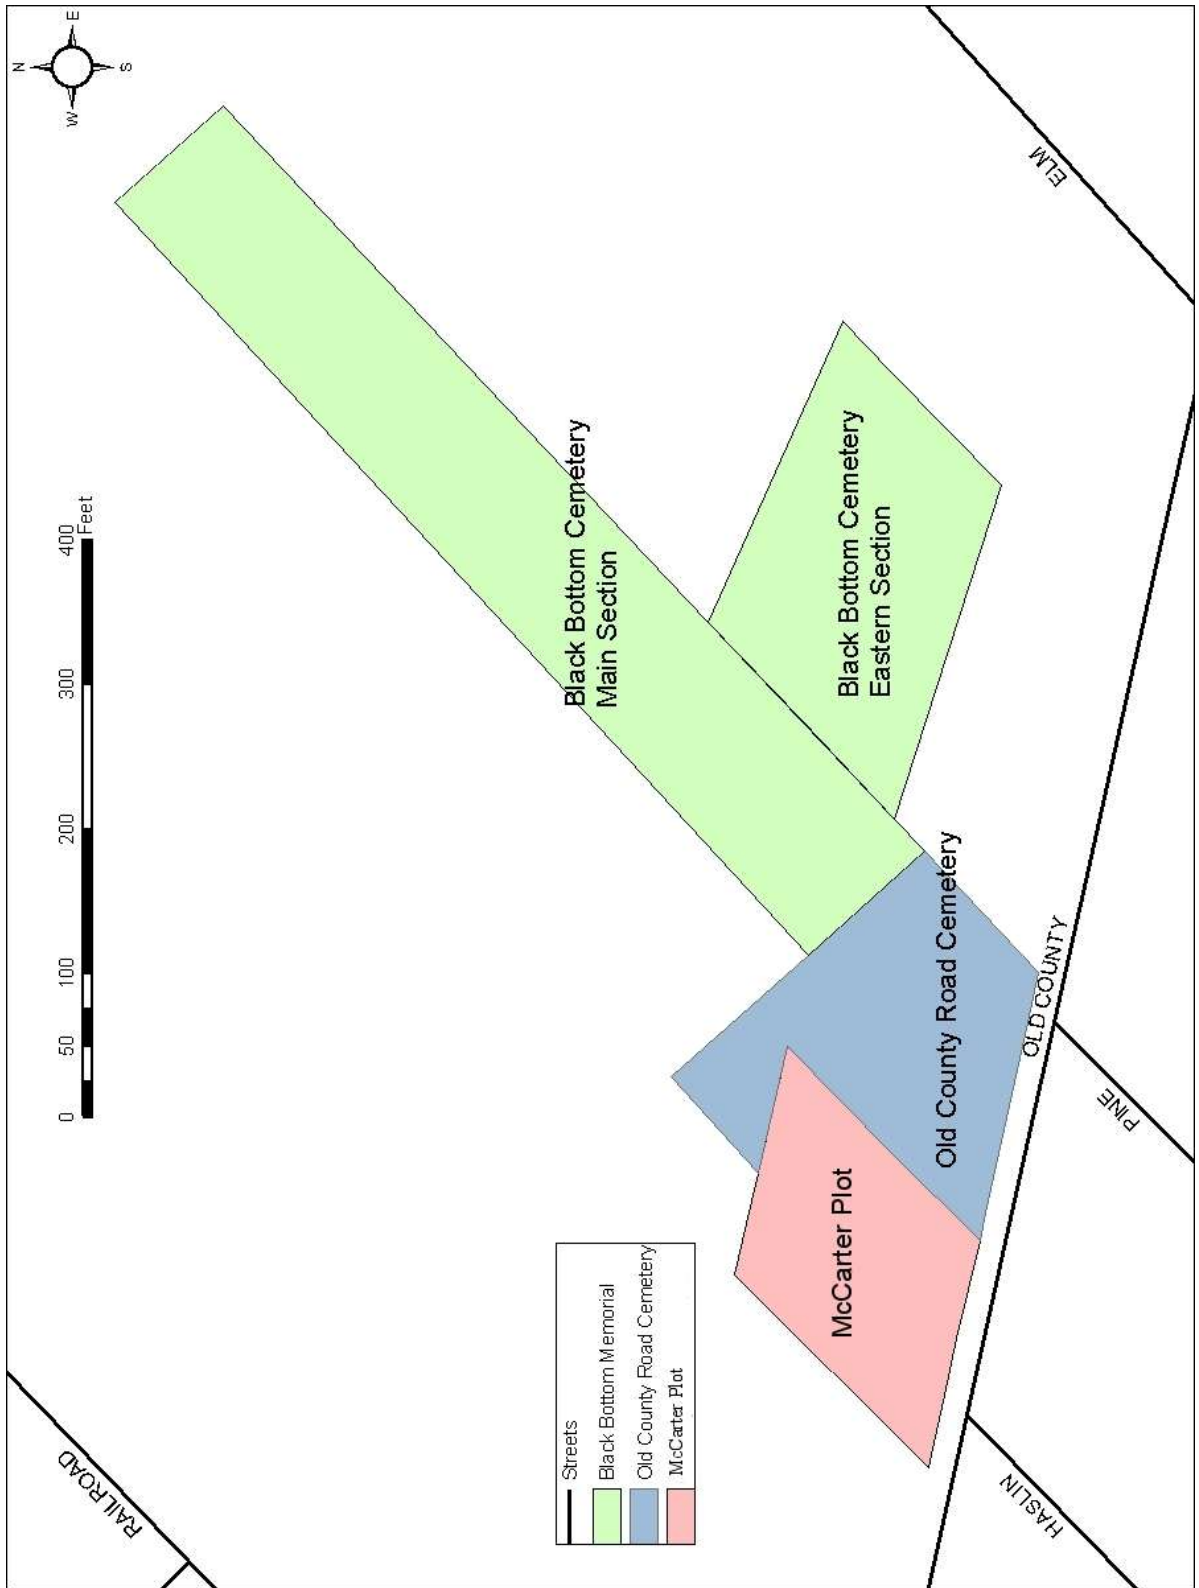 N
E
S
W
ELM
0 50 100 200 300 400
Feet
Black Bottom Cemetery
Main Section
Black Bottom Cemetery
Eastern Section
Old County Road Cemetery
McCarter Plot
OLD COUNTY
PINE
HASLIN
RAILROAD
Streets
Black Bottom Memorial
Old County Road Cemetery
McCarter Plot